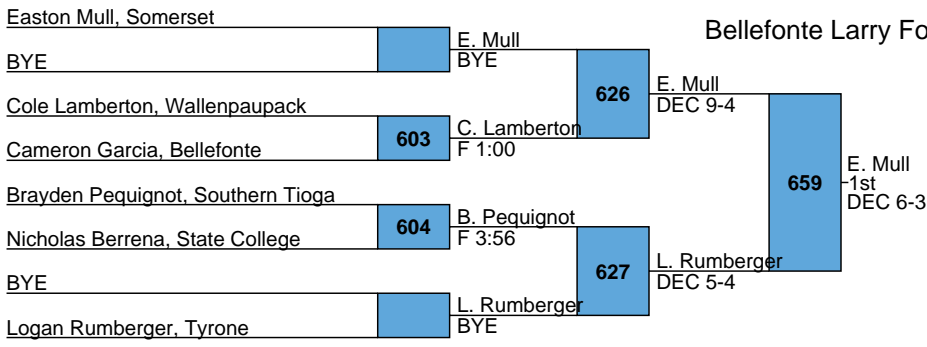 Bellefonte Larry Fo
Easton Mull, Somerset
BYE
E. Mull
BYE
Cole Lamberton, Wallenpaupack
603
Cameron Garcia, Bellefonte
C. Lamberton
F 1:00
626
E. Mull
DEC 9-4
Brayden Pequignot, Southern Tioga
604
Nicholas Berrena, State College
B. Pequignot
F 3:56
BYE
Logan Rumberger, Tyrone
L. Rumberger
BYE
627
L. Rumberger
DEC 5-4
659
E. Mull
1st
DEC 6-3